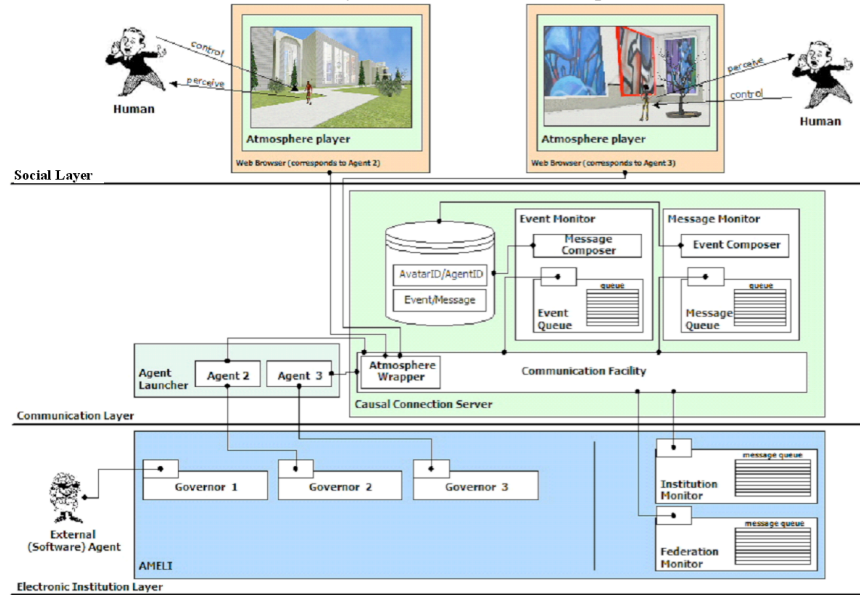 control
perceive
Human
Atmosphere player
Web Browser (corresponds to Agent 2)
Atmosphere player
Web Browser (corresponds to Agent 3)
perceive
control
Human
Social Layer
AvatarID/AgentID
Event/Message
Event Monitor
Message
Composer
Event
Queue
queue
Message Monitor
Event Composer
Message
Queue
queue
Agent
Launcher
Agent 2
Agent 3
Atmosphere
Wrapper
Communication Facility
Causal Connection Server
Communication Layer
External
(Software) Agent
Governor 1
Governor 2
Governor 3
AMELI
message queue
Institution
Monitor
message queue
Federation
Monitor
Electronic Institution Layer